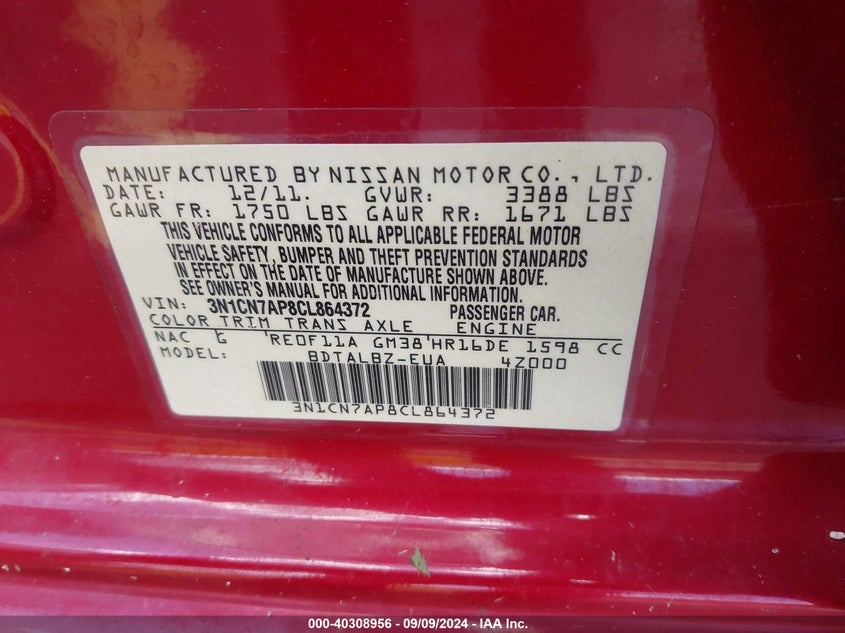 MANUFACTURED BY NISSAN MOTOR CO., LTD.
DATE: 12/11. GVWR: 3388 LBS
GAWR FR: 1750 LBS GAWR RR: 1671 LBS
THIS VEHICLE CONFORMS TO ALL APPLICABLE FEDERAL MOTOR
VEHICLE SAFETY, BUMPER AND THEFT PREVENTION STANDARDS
IN EFFECT ON THE DATE OF MANUFACTURE SHOWN ABOVE.
SEE OWNER'S MANUAL FOR ADDITIONAL INFORMATION.
VIN: 3N1CN7AP8CL864372 PASSENGER CAR.
COLOR TRIM TRANS AXLE ENGINE
NAC G RE0F11A GM38 HR16DE 1598 CC
MODEL: BDTALBZ-EUA 4Z000
3N1CN7AP8CL864372
000-40308956 - 09/09/2024 - IAA Inc.